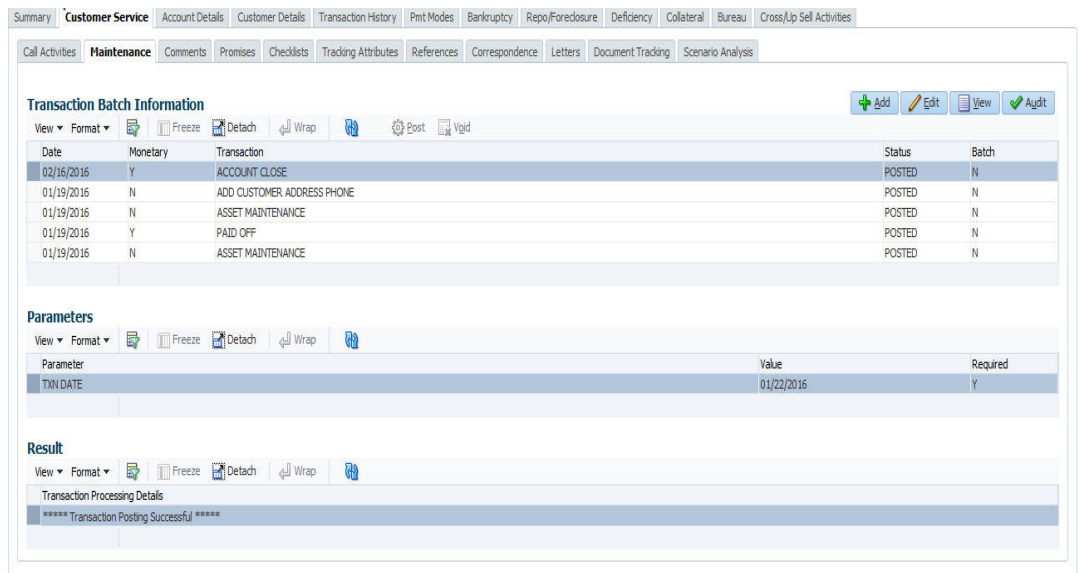 Summary Customer Service Account Details Customer Details Transaction History Pmt Modes Bankruptcy Repo/Foreclosure Deficiency Collateral Bureau Cross/Up Sell Activities
Call Activities Maintenance Comments Promises Checklists Tracking Attributes References Correspondence Letters Document Tracking Scenario Analysis
Transaction Batch Information Add Edit View Audit
View Format Freeze Detach Wrap Post Void
Date Monetary Transaction Status Batch
02/16/2016 Y ACCOUNT CLOSE POSTED N
01/19/2016 N ADD CUSTOMER ADDRESS PHONE POSTED N
01/19/2016 N ASSET MAINTENANCE POSTED N
01/19/2016 Y PAID OFF POSTED N
01/19/2016 N ASSET MAINTENANCE POSTED N
Parameters
View Format Freeze Detach Wrap
Parameter Value Required
TXN DATE 01/22/2016 Y
Result
View Format Freeze Detach Wrap
Transaction Processing Details
***** Transaction Posting Successful *****